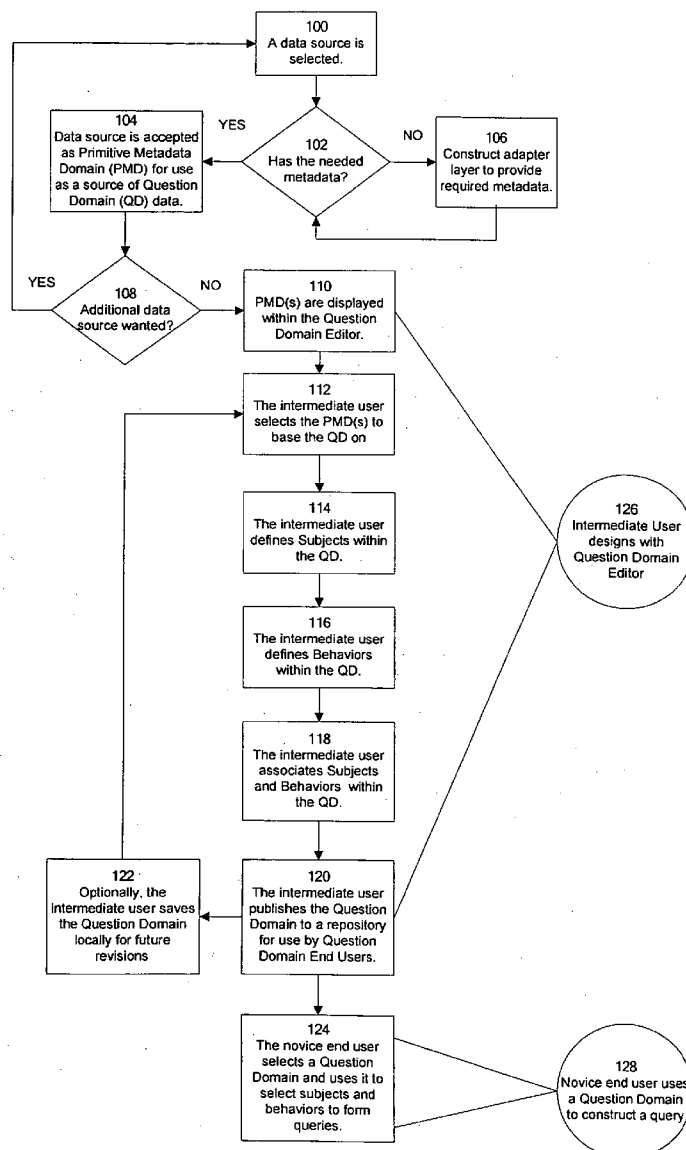 100
A data source is
selected.
YES
104
Data source is accepted
as Primitive Metadata
Domain (PMD) for use
as a source of Question
Domain (QD) data.
102
Has the needed
metadata?
NO
106
Construct adapter
layer to provide
required metadata.
YES
108
Additional data
source wanted?
NO
110
PMD(s) are displayed
within the Question
Domain Editor.
112
The intermediate user
selects the PMD(s) to
base the QD on
114
The intermediate user
defines Subjects within
the QD.
126
Intermediate User
designs with
Question Domain
Editor
116
The intermediate user
defines Behaviors
within the QD.
118
The intermediate user
associates Subjects
and Behaviors within
the QD.
122
Optionally, the
intermediate user saves
the Question Domain
locally for future
revisions
120
The intermediate user
publishes the Question
Domain to a repository
for use by Question
Domain End Users.
124
The novice end user
selects a Question
Domain and uses it to
select subjects and
behaviors to form
queries.
128
Novice end user uses
a Question Domain
to construct a query